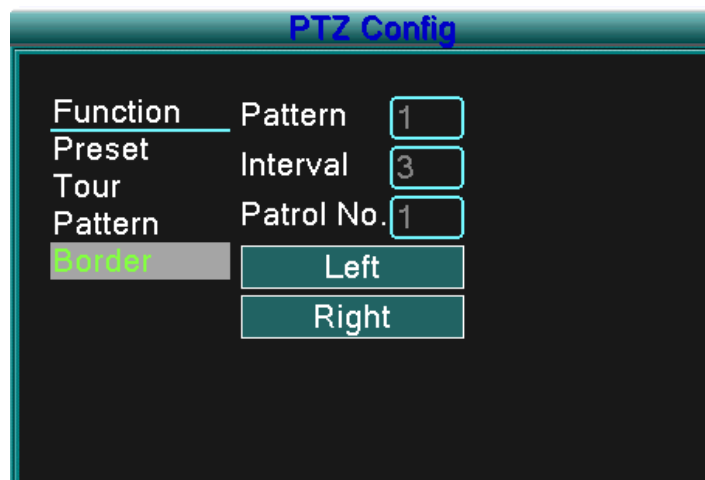 PTZ Config
Function
Preset
Tour
Pattern
Border
Pattern 1
Interval 3
Patrol No. 1
Left
Right